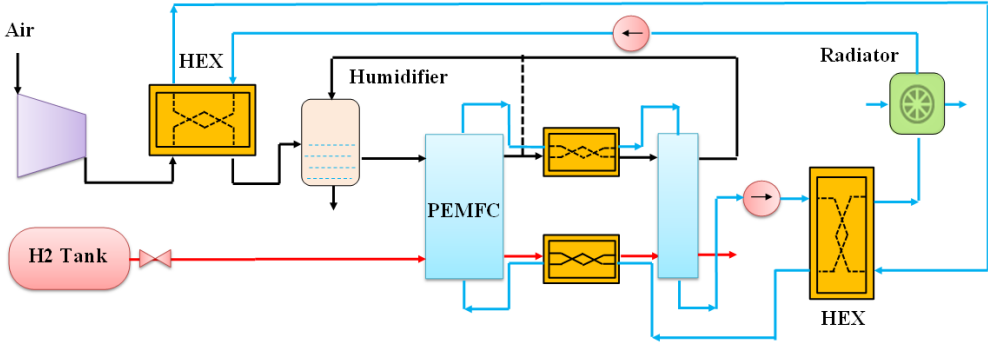 Air
HEX
Humidifier
Radiator
PEMFC
H2 Tank
HEX